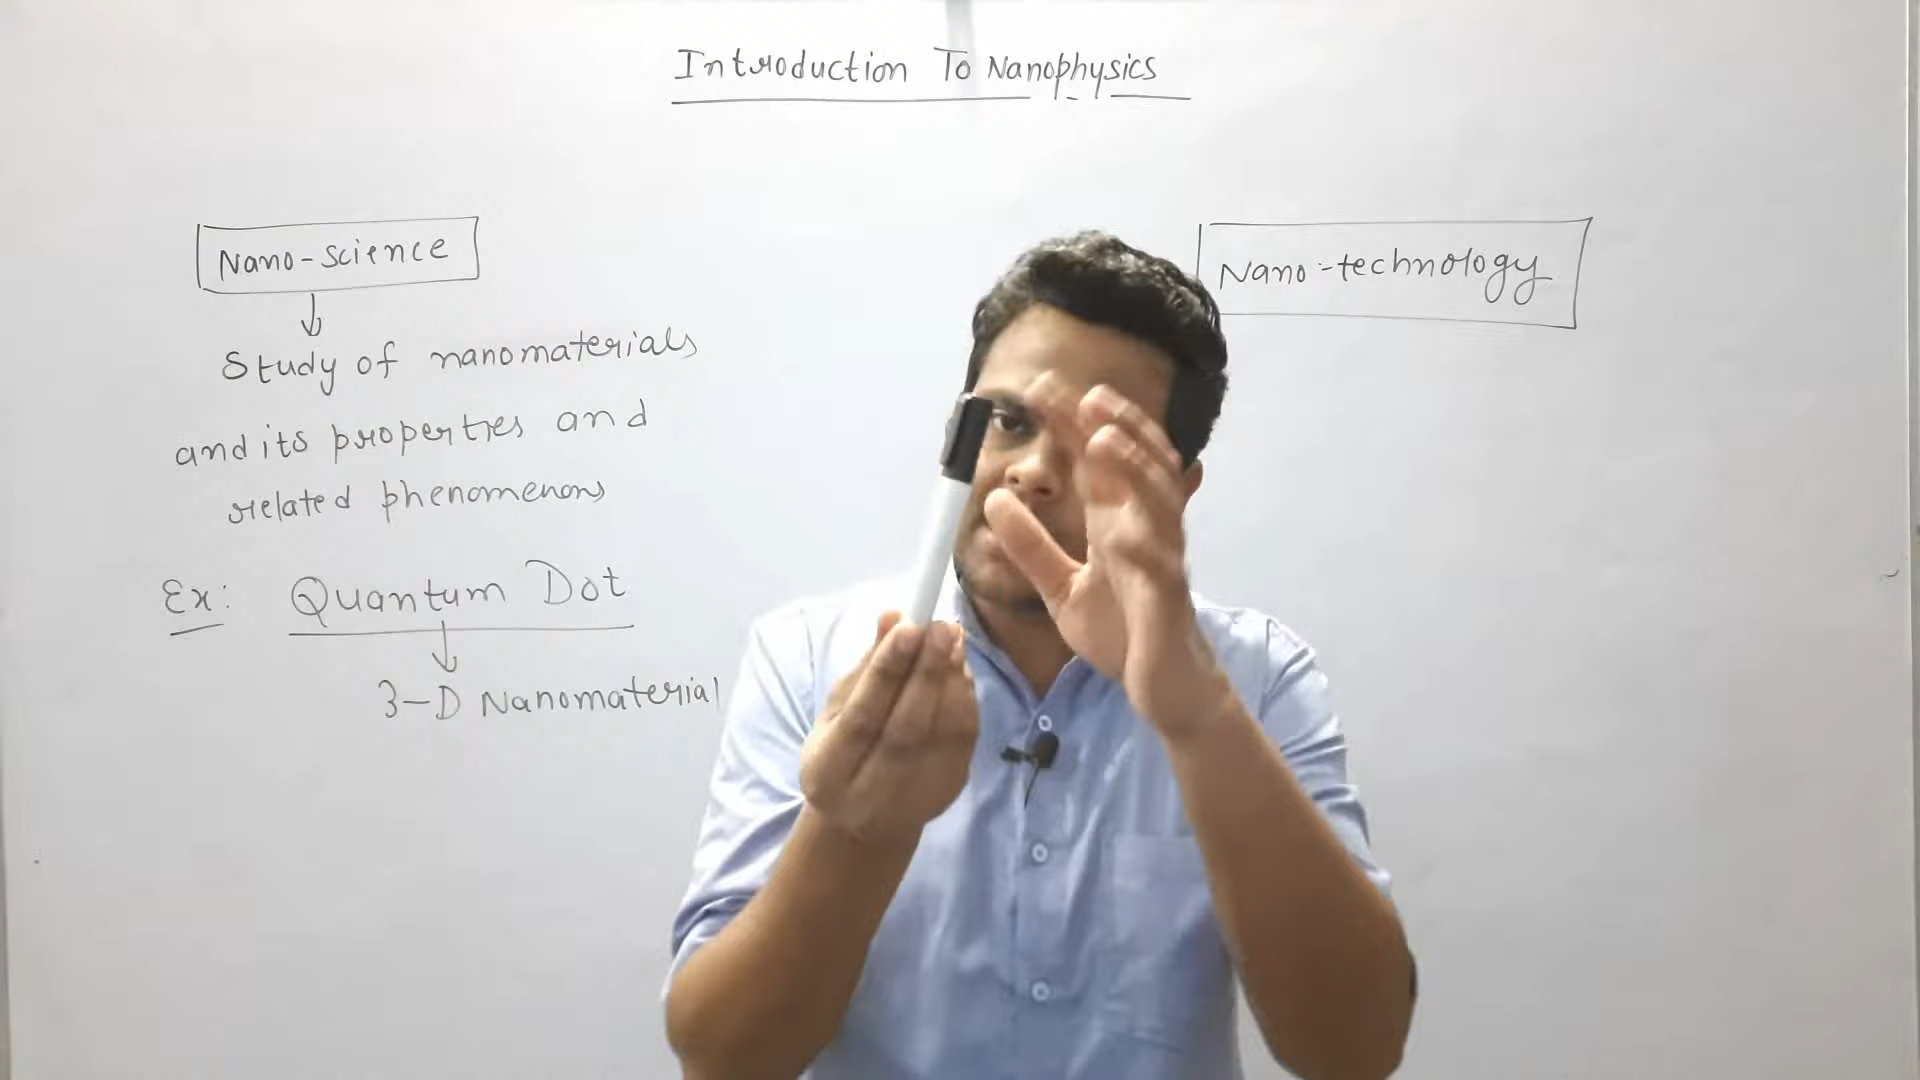 Introduction To Nanophysics
Nano-science
Study of nanomaterials
and its properties and
related phenomenons
Ex: Quantum Dot
3-D Nanomaterial
Nano-technology